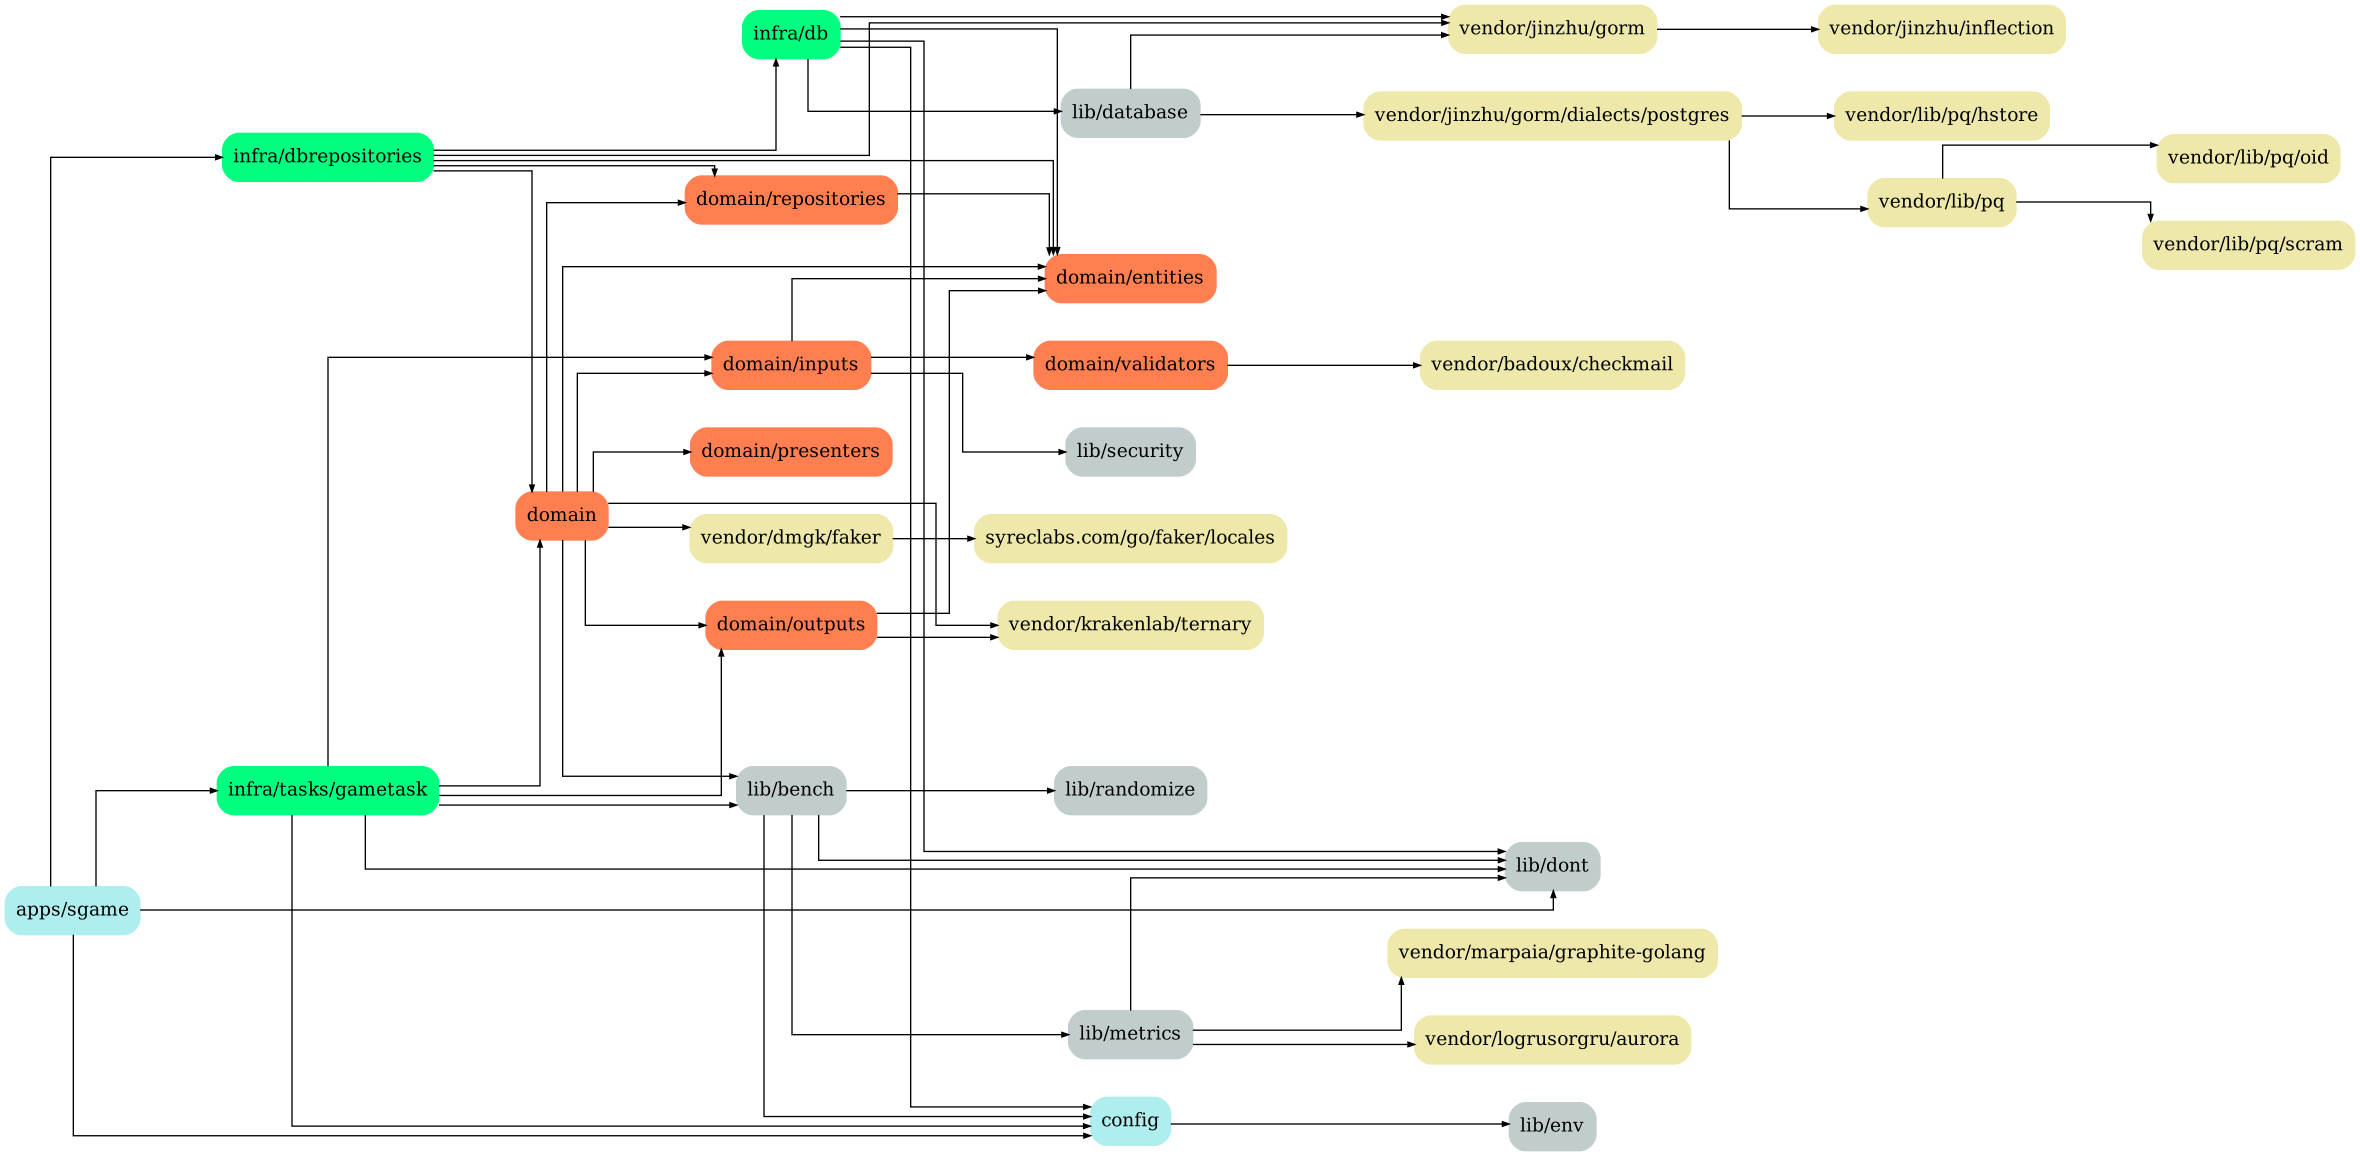 infra/db
vendor/jinzhu/gorm
vendor/jinzhu/inflection
lib/database
vendor/jinzhu/gorm/dialects/postgres
vendor/lib/pq/hstore
infra/dbrepositories
vendor/lib/pq/oid
domain/repositories
vendor/lib/pq
vendor/lib/pq/scram
domain/entities
domain/inputs
domain/validators
vendor/badoux/checkmail
domain/presenters
lib/security
domain
vendor/dmgk/faker
syreclabs.com/go/faker/locales
domain/outputs
vendor/krakenlab/ternary
infra/tasks/gametask
lib/bench
lib/randomize
lib/dont
apps/sgame
vendor/marpaia/graphite-golang
lib/metrics
vendor/logrusorgru/aurora
config
lib/env